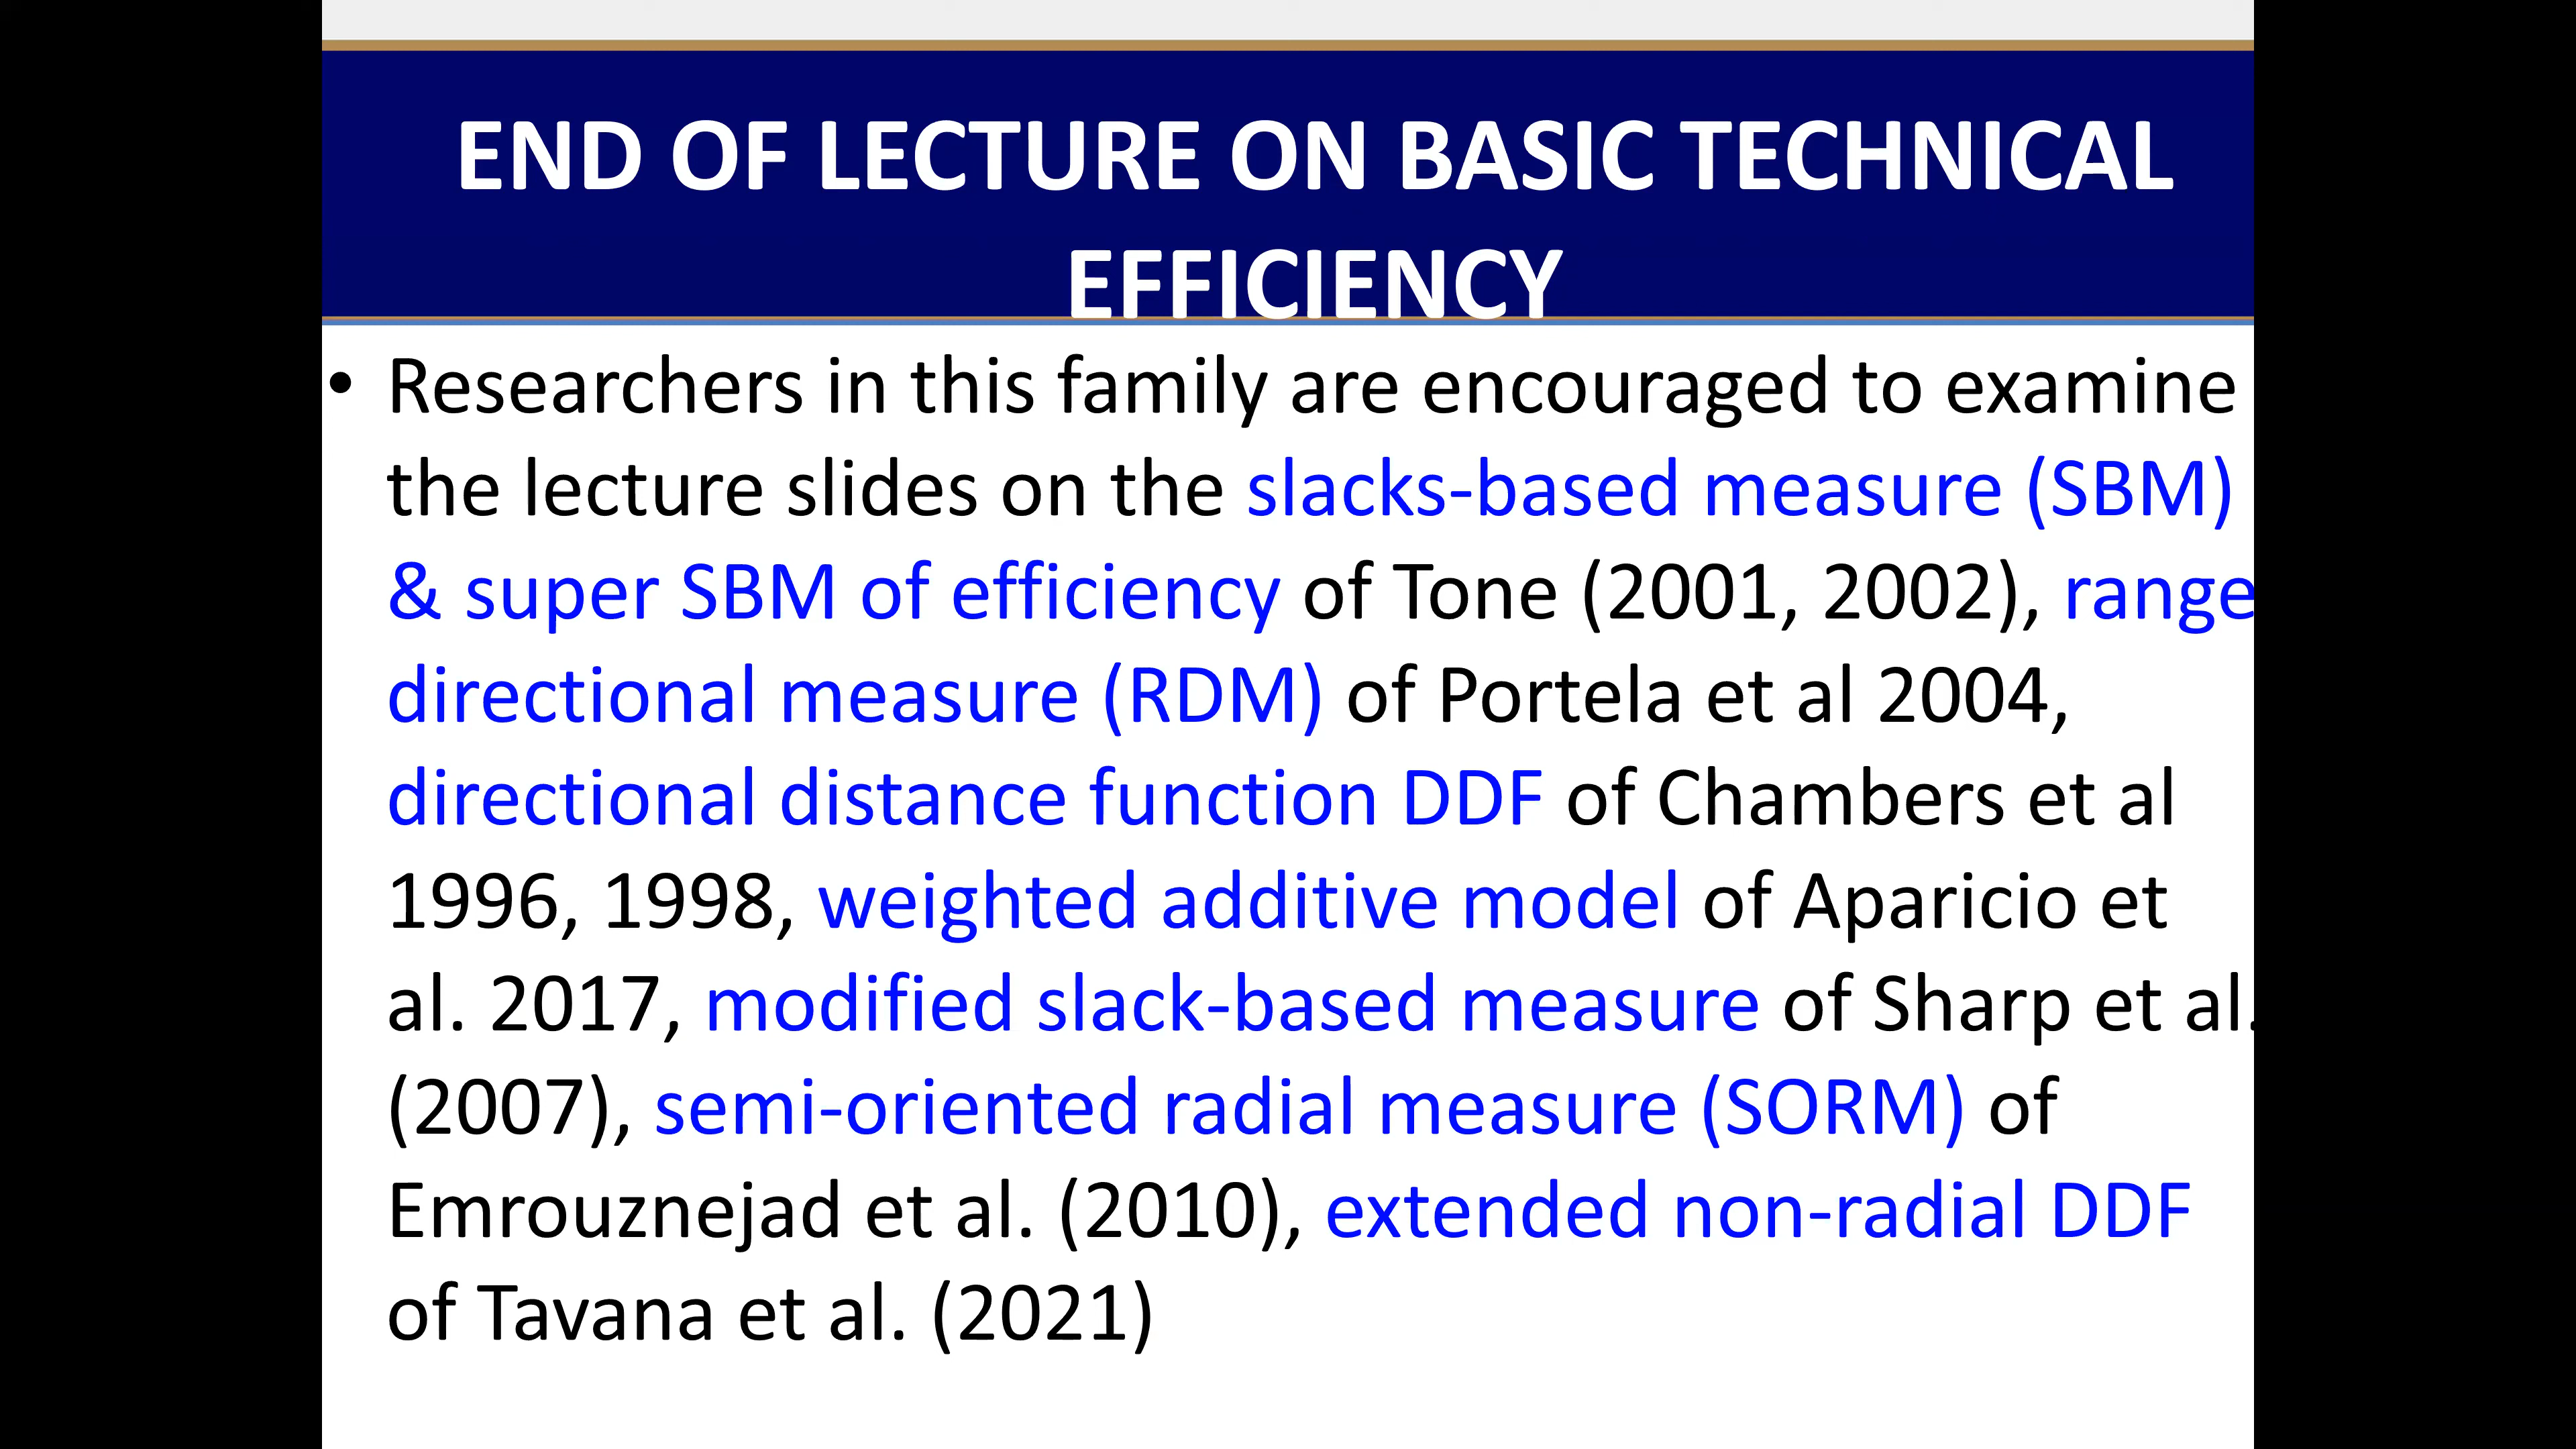 END OF LECTURE ON BASIC TECHNICAL
EFFICIENCY
• Researchers in this family are encouraged to examine
the lecture slides on the slacks-based measure (SBM)
& super SBM of efficiency of Tone (2001, 2002), range
directional measure (RDM) of Portela et al 2004,
directional distance function DDF of Chambers et al
1996, 1998, weighted additive model of Aparicio et
al. 2017, modified slack-based measure of Sharp et al.
(2007), semi-oriented radial measure (SORM) of
Emrouznejad et al. (2010), extended non-radial DDF
of Tavana et al. (2021)